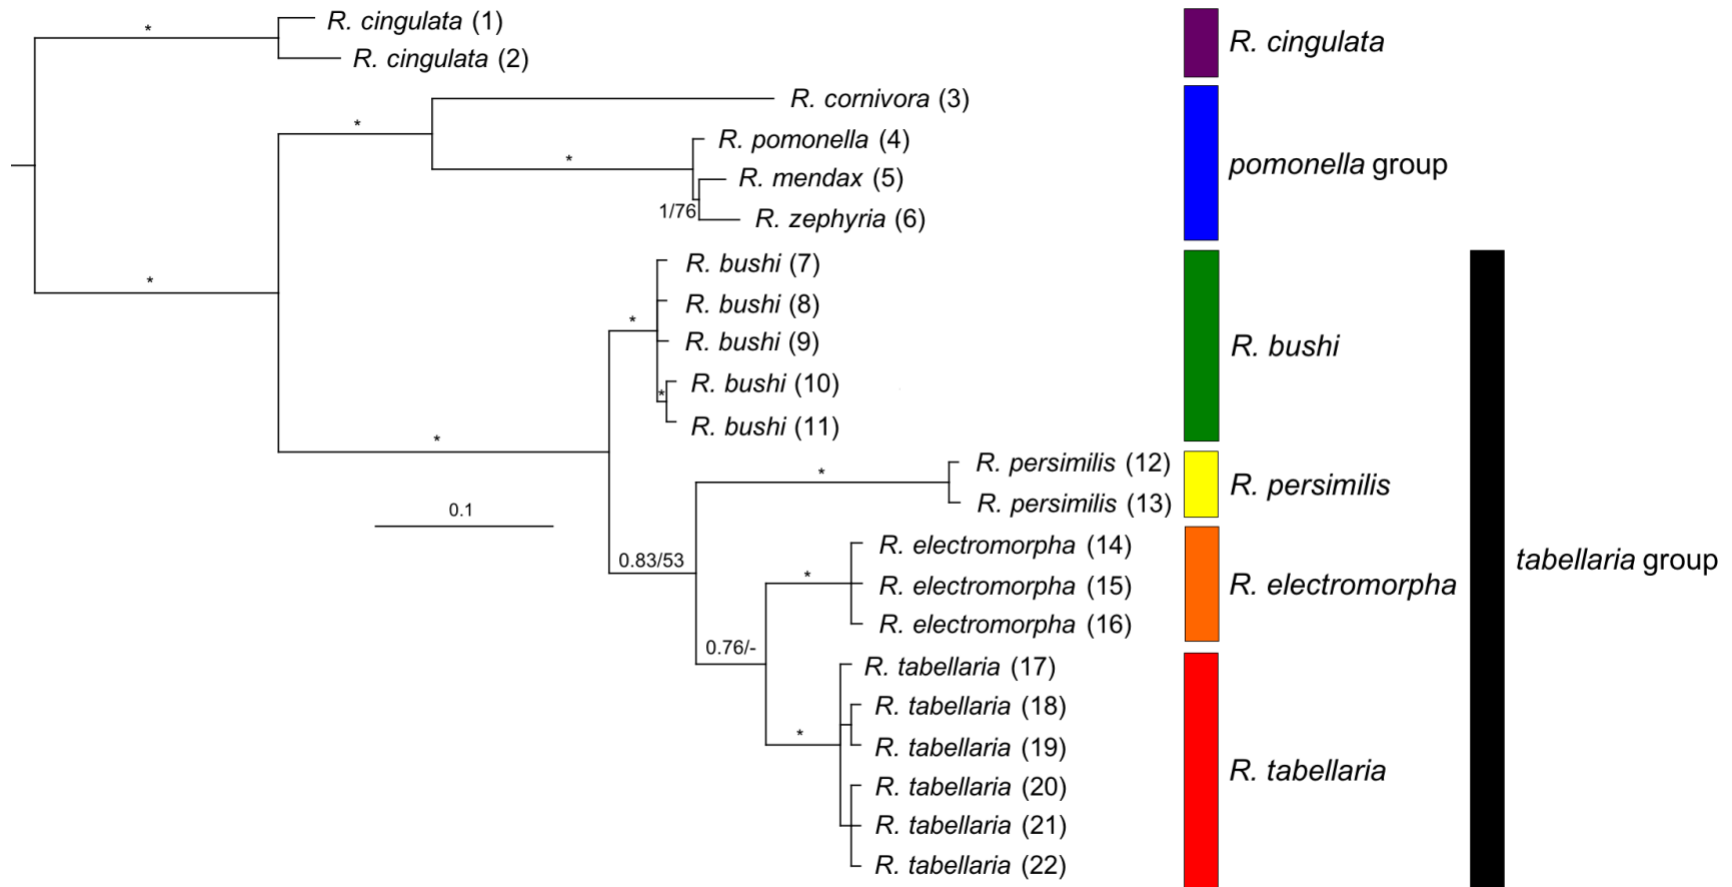 *
R. cingulata (1)
R. cingulata (2)
R. cingulata
R. cornivora (3)
*
R. pomonella (4)
*
R. mendax (5)
pomonella group
1/76
R. zephyria (6)
R. bushi (7)
*
R. bushi (8)
*
R. bushi (9)
R. bushi
R. bushi (10)
*
R. bushi (11)
*
R. persimilis (12)
*
R. persimilis (13)
R. persimilis
0.1
R. electromorpha (14)
0.83/53
*
R. electromorpha (15)
R. electromorpha
tabellaria group
R. electromorpha (16)
0.76/-
R. tabellaria (17)
R. tabellaria (18)
*
R. tabellaria (19)
R. tabellaria
R. tabellaria (20)
R. tabellaria (21)
R. tabellaria (22)